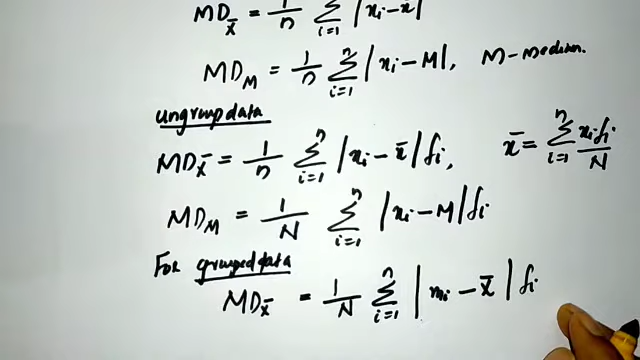 MD_x̄ = 1/n Σ_{i=1} |x_i - x̄|
MD_M = 1/n Σ_{i=1}^{n} |x_i - M|, M - median.
ungroup data
MD_x̄ = 1/n Σ_{i=1}^{n} |x_i - x̄| f_i, x̄ = Σ_{i=1}^{n} x_i f_i / N
MD_M = 1/N Σ_{i=1}^{n} |x_i - M| f_i
For grouped data
MD_x̄ = 1/N Σ_{i=1}^{n} |m_i - x̄| f_i